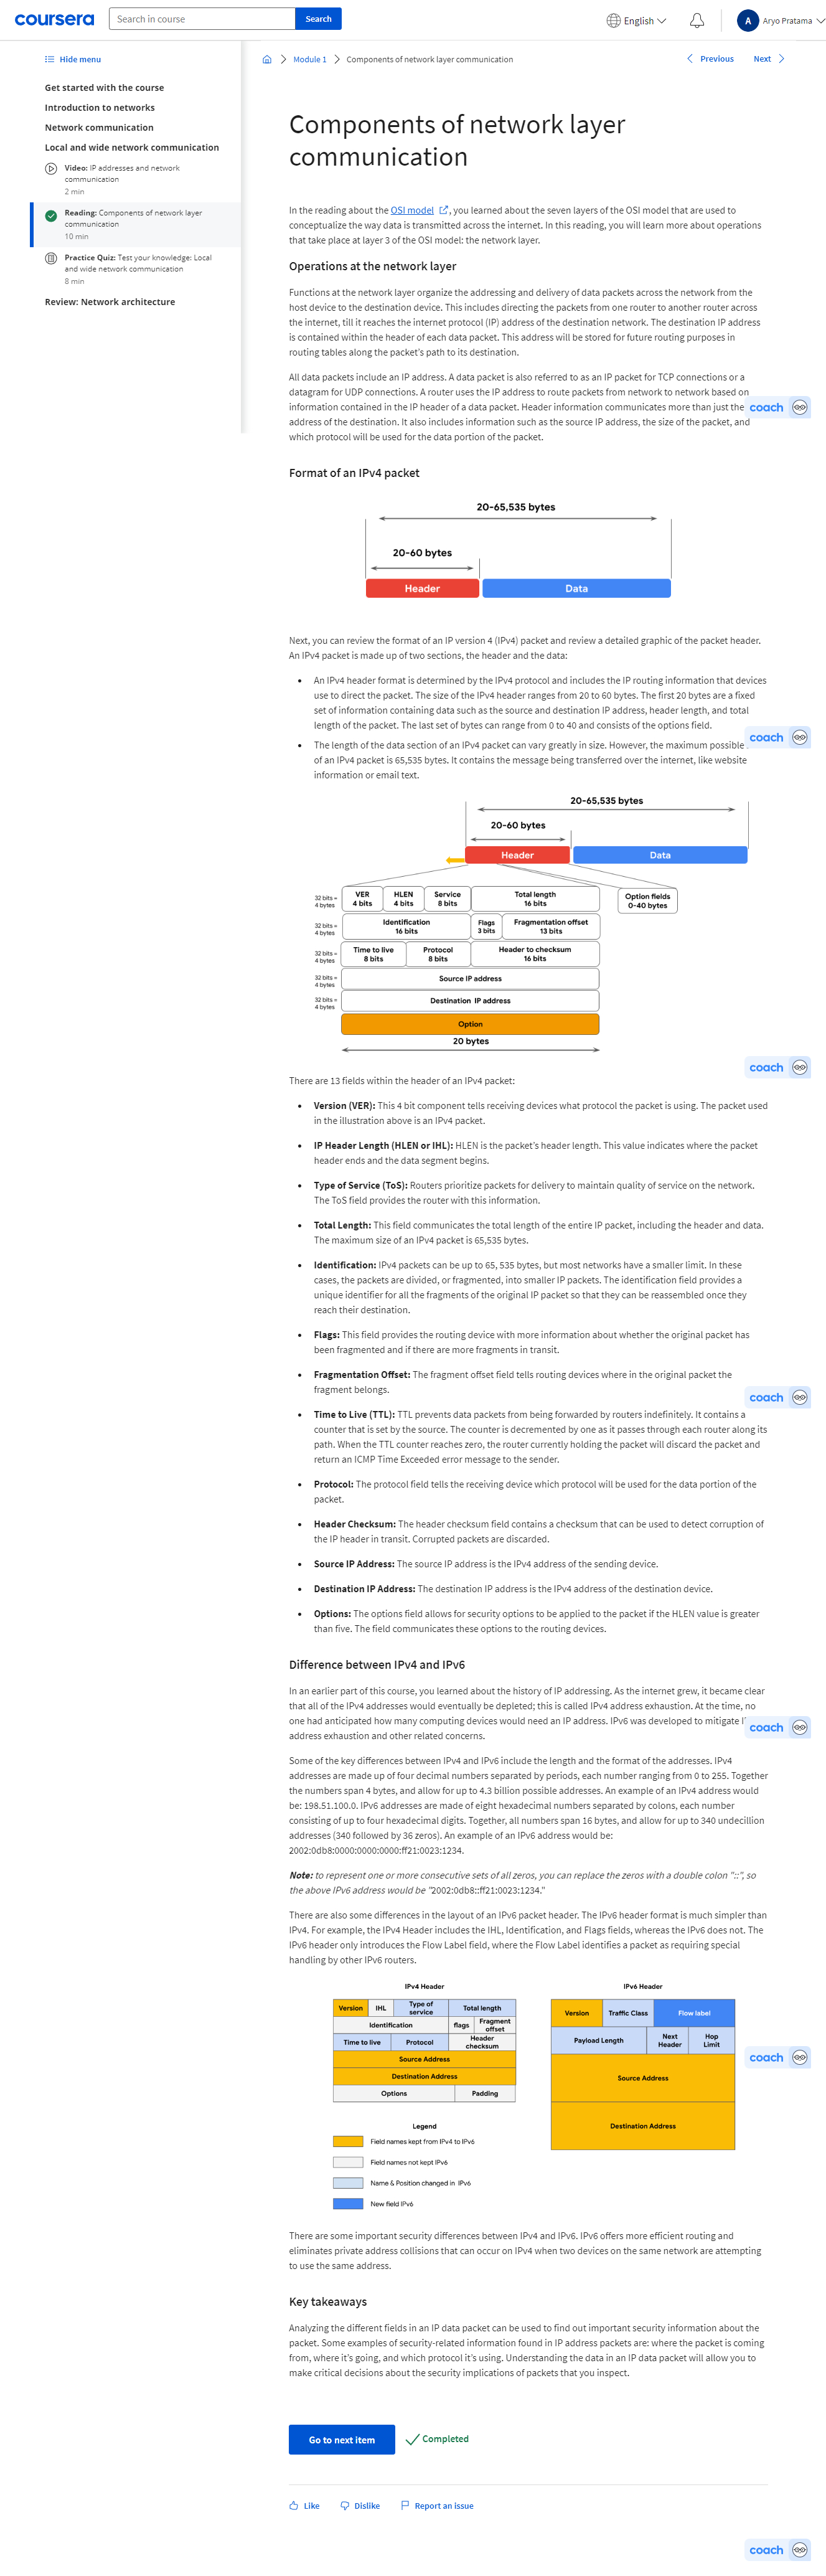 coursera
Search in course
Search
English
A
Aryo Pratama
Hide menu
Get started with the course
Introduction to networks
Network communication
Local and wide network communication
Video: IP addresses and network
communication
2 min
Reading: Components of network layer
communication
10 min
Practice Quiz: Test your knowledge: Local
and wide network communication
8 min
Review: Network architecture
Module 1
Components of network layer communication
Previous
Next
Components of network layer
communication
In the reading about the OSI model , you learned about the seven layers of the OSI model that are used to
conceptualize the way data is transmitted across the internet. In this reading, you will learn more about operations
that take place at layer 3 of the OSI model: the network layer.
Operations at the network layer
Functions at the network layer organize the addressing and delivery of data packets across the network from the
host device to the destination device. This includes directing the packets from one router to another router across
the internet, till it reaches the internet protocol (IP) address of the destination network. The destination IP address
is contained within the header of each data packet. This address will be stored for future routing purposes in
routing tables along the packet's path to its destination.
All data packets include an IP address. A data packet is also referred to as an IP packet for TCP connections or a
datagram for UDP connections. A router uses the IP address to route packets from network to network based on
information contained in the IP header of a data packet. Header information communicates more than just the
address of the destination. It also includes information such as the source IP address, the size of the packet, and
which protocol will be used for the data portion of the packet.
coach
Format of an IPv4 packet
20-65,535 bytes
20-60 bytes
Header
Data
Next, you can review the format of an IP version 4 (IPv4) packet and review a detailed graphic of the packet header.
An IPv4 packet is made up of two sections, the header and the data:
• An IPv4 header format is determined by the IPv4 protocol and includes the IP routing information that devices
use to direct the packet. The size of the IPv4 header ranges from 20 to 60 bytes. The first 20 bytes are a fixed
set of information containing data such as the source and destination IP address, header length, and total
length of the packet. The last set of bytes can range from 0 to 40 and consists of the options field.
coach
• The length of the data section of an IPv4 packet can vary greatly in size. However, the maximum possible
of an IPv4 packet is 65,535 bytes. It contains the message being transferred over the internet, like website
information or email text.
20-65,535 bytes
20-60 bytes
Header
Data
32 bits =
4 bytes
VER
4 bits
HLEN
4 bits
Service
8 bits
Total length
16 bits
Option fields
0-40 bytes
32 bits =
4 bytes
Identification
16 bits
Flags
3 bits
Fragmentation offset
13 bits
32 bits =
4 bytes
Time to live
8 bits
Protocol
8 bits
Header to checksum
16 bits
32 bits =
4 bytes
Source IP address
32 bits =
4 bytes
Destination IP address
Option
20 bytes
coach
There are 13 fields within the header of an IPv4 packet:
• Version (VER): This 4 bit component tells receiving devices what protocol the packet is using. The packet used
in the illustration above is an IPv4 packet.
• IP Header Length (HLEN or IHL): HLEN is the packet's header length. This value indicates where the packet
header ends and the data segment begins.
• Type of Service (ToS): Routers prioritize packets for delivery to maintain quality of service on the network.
The ToS field provides the router with this information.
• Total Length: This field communicates the total length of the entire IP packet, including the header and data.
The maximum size of an IPv4 packet is 65,535 bytes.
• Identification: IPv4 packets can be up to 65, 535 bytes, but most networks have a smaller limit. In these
cases, the packets are divided, or fragmented, into smaller IP packets. The identification field provides a
unique identifier for all the fragments of the original IP packet so that they can be reassembled once they
reach their destination.
• Flags: This field provides the routing device with more information about whether the original packet has
been fragmented and if there are more fragments in transit.
• Fragmentation Offset: The fragment offset field tells routing devices where in the original packet the
fragment belongs.
coach
• Time to Live (TTL): TTL prevents data packets from being forwarded by routers indefinitely. It contains a
counter that is set by the source. The counter is decremented by one as it passes through each router along its
path. When the TTL counter reaches zero, the router currently holding the packet will discard the packet and
return an ICMP Time Exceeded error message to the sender.
• Protocol: The protocol field tells the receiving device which protocol will be used for the data portion of the
packet.
• Header Checksum: The header checksum field contains a checksum that can be used to detect corruption of
the IP header in transit. Corrupted packets are discarded.
• Source IP Address: The source IP address is the IPv4 address of the sending device.
• Destination IP Address: The destination IP address is the IPv4 address of the destination device.
• Options: The options field allows for security options to be applied to the packet if the HLEN value is greater
than five. The field communicates these options to the routing devices.
Difference between IPv4 and IPv6
In an earlier part of this course, you learned about the history of IP addressing. As the internet grew, it became clear
that all of the IPv4 addresses would eventually be depleted; this is called IPv4 address exhaustion. At the time, no
one had anticipated how many computing devices would need an IP address. IPv6 was developed to mitigate
address exhaustion and other related concerns.
coach
Some of the key differences between IPv4 and IPv6 include the length and the format of the addresses. IPv4
addresses are made up of four decimal numbers separated by periods, each number ranging from 0 to 255. Together
the numbers span 4 bytes, and allow for up to 4.3 billion possible addresses. An example of an IPv4 address would
be: 198.51.100.0. IPv6 addresses are made of eight hexadecimal numbers separated by colons, each number
consisting of up to four hexadecimal digits. Together, all numbers span 16 bytes, and allow for up to 340 undecillion
addresses (340 followed by 36 zeros). An example of an IPv6 address would be:
2002:0db8:0000:0000:0000:ff21:0023:1234.
Note: to represent one or more consecutive sets of all zeros, you can replace the zeros with a double colon "::", so
the above IPv6 address would be "2002:0db8::ff21:0023:1234."
There are also some differences in the layout of an IPv6 packet header. The IPv6 header format is much simpler than
IPv4. For example, the IPv4 Header includes the IHL, Identification, and Flags fields, whereas the IPv6 does not. The
IPv6 header only introduces the Flow Label field, where the Flow Label identifies a packet as requiring special
handling by other IPv6 routers.
IPv4 Header
Version
IHL
Type of
service
Total length
Identification
flags
Fragment
offset
Time to live
Protocol
Header
checksum
Source Address
Destination Address
Options
Padding
IPv6 Header
Version
Traffic Class
Flow label
Payload Length
Next
Header
Hop
Limit
Source Address
Destination Address
coach
Legend
Field names kept from IPv4 to IPv6
Field names not kept IPv6
Name & Position changed in IPv6
New field IPv6
There are some important security differences between IPv4 and IPv6. IPv6 offers more efficient routing and
eliminates private address collisions that can occur on IPv4 when two devices on the same network are attempting
to use the same address.
Key takeaways
Analyzing the different fields in an IP data packet can be used to find out important security information about the
packet. Some examples of security-related information found in IP address packets are: where the packet is coming
from, where it's going, and which protocol it's using. Understanding the data in an IP data packet will allow you to
make critical decisions about the security implications of packets that you inspect.
Go to next item
Completed
Like
Dislike
Report an issue
coach